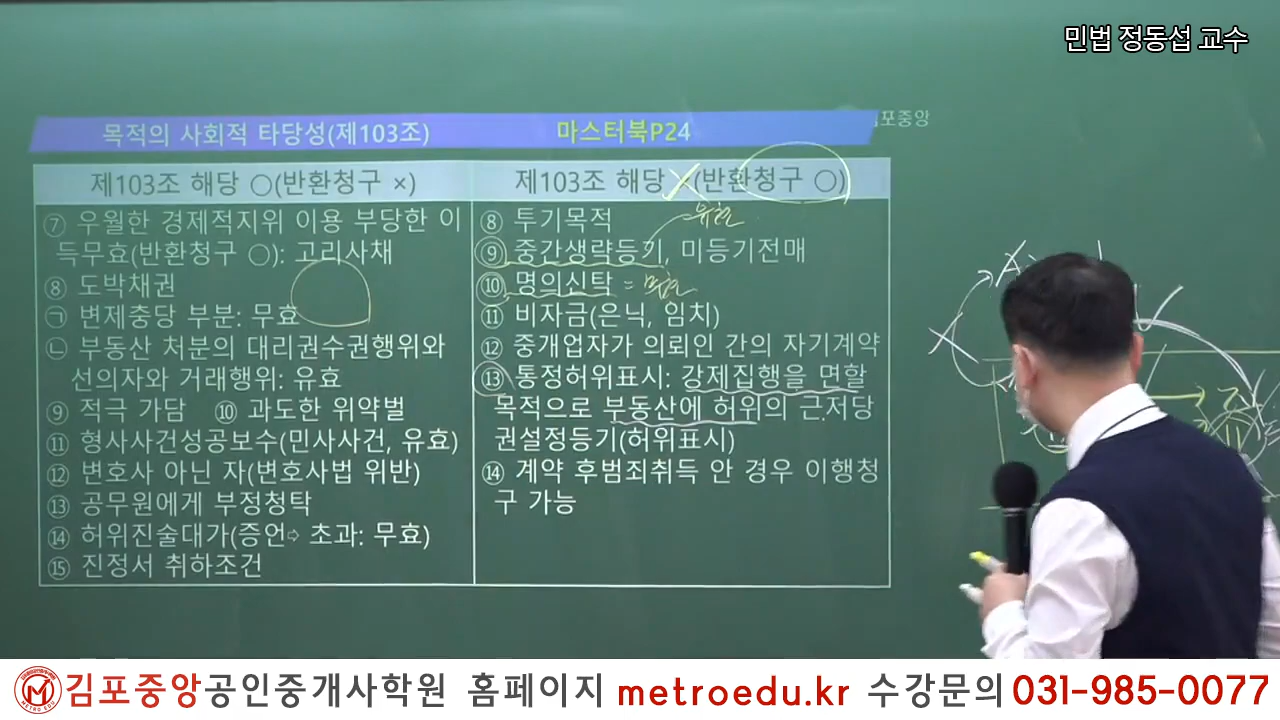 민법 정동섭 교수
목적의 사회적 타당성(제103조) 마스터북P24
김포중앙
제103조 해당 ○(반환청구 ×)
⑦ 우월한 경제적지위 이용 부당한 이
득무효(반환청구 ○): 고리사채
⑧ 도박채권
㉠ 변제충당 부분: 무효
㉡ 부동산 처분의 대리권수권행위와
선의자와 거래행위: 유효
⑨ 적극 가담 ⑩ 과도한 위약벌
⑪ 형사사건성공보수(민사사건, 유효)
⑫ 변호사 아닌 자(변호사법 위반)
⑬ 공무원에게 부정청탁
⑭ 허위진술대가(증언⇨ 초과: 무효)
⑮ 진정서 취하조건
제103조 해당 ×(반환청구 ○)
유효
⑧ 투기목적
⑨ 중간생략등기, 미등기전매
⑩ 명의신탁 = 무효
⑪ 비자금(은닉, 임치)
⑫ 중개업자가 의뢰인 간의 자기계약
⑬ 통정허위표시: 강제집행을 면할
목적으로 부동산에 허위의 근저당
권설정등기(허위표시)
⑭ 계약 후범죄취득 안 경우 이행청
구 가능
X A
김포중앙공인중개사학원 홈페이지 metroedu.kr 수강문의 031-985-0077